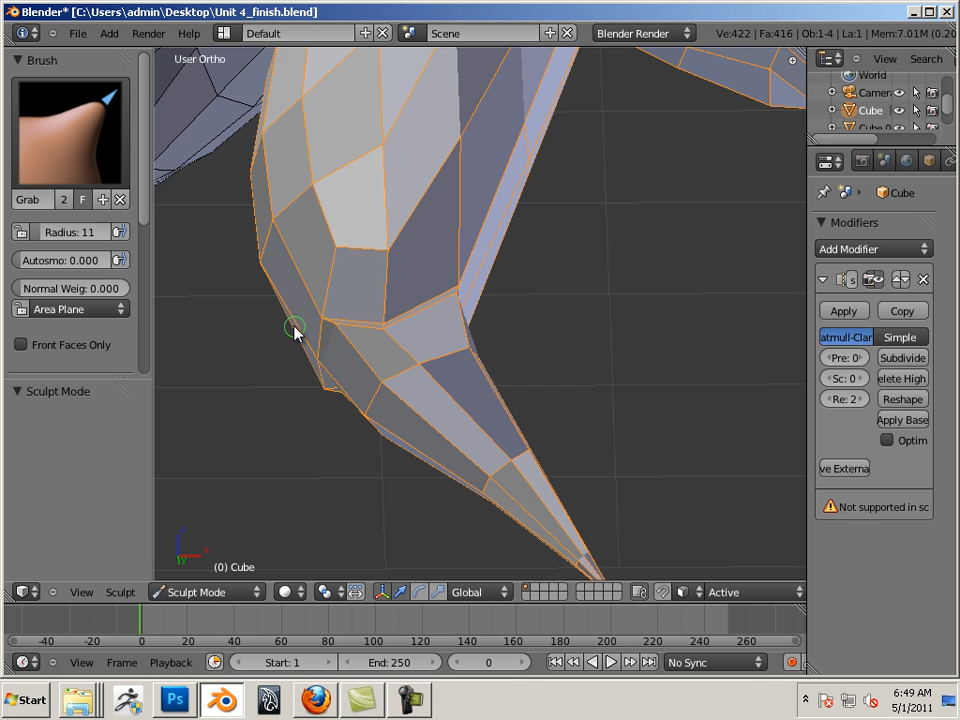 Blender* [C:\Users\admin\Desktop\Unit 4_finish.blend]
File Add Render Help Default Scene Blender Render Ve:422 | Fa:416 | Ob:1-4 | La:1 | Mem:7.01M (0.20
Brush
User Ortho
View Search
World
Camer
Cube
Grab 2 F
Cube
Radius: 11
Modifiers
Autosmo: 0.000
Add Modifier
Normal Weig: 0.000
Area Plane
Apply Copy
Front Faces Only
atmull-Clar Simple
Pre: 0 Subdivide
Sc: 0 elete High
Sculpt Mode
Re: 2 Reshape
Apply Base
Optim
ve Externa
Not supported in sc
(0) Cube
View Sculpt Sculpt Mode Global Active
-40 -20 0 20 40 60 80 100 120 140 160 180 200 220 240 260
View Frame Playback Start: 1 End: 250 0 No Sync
Start Ps 6:49 AM
5/1/2011